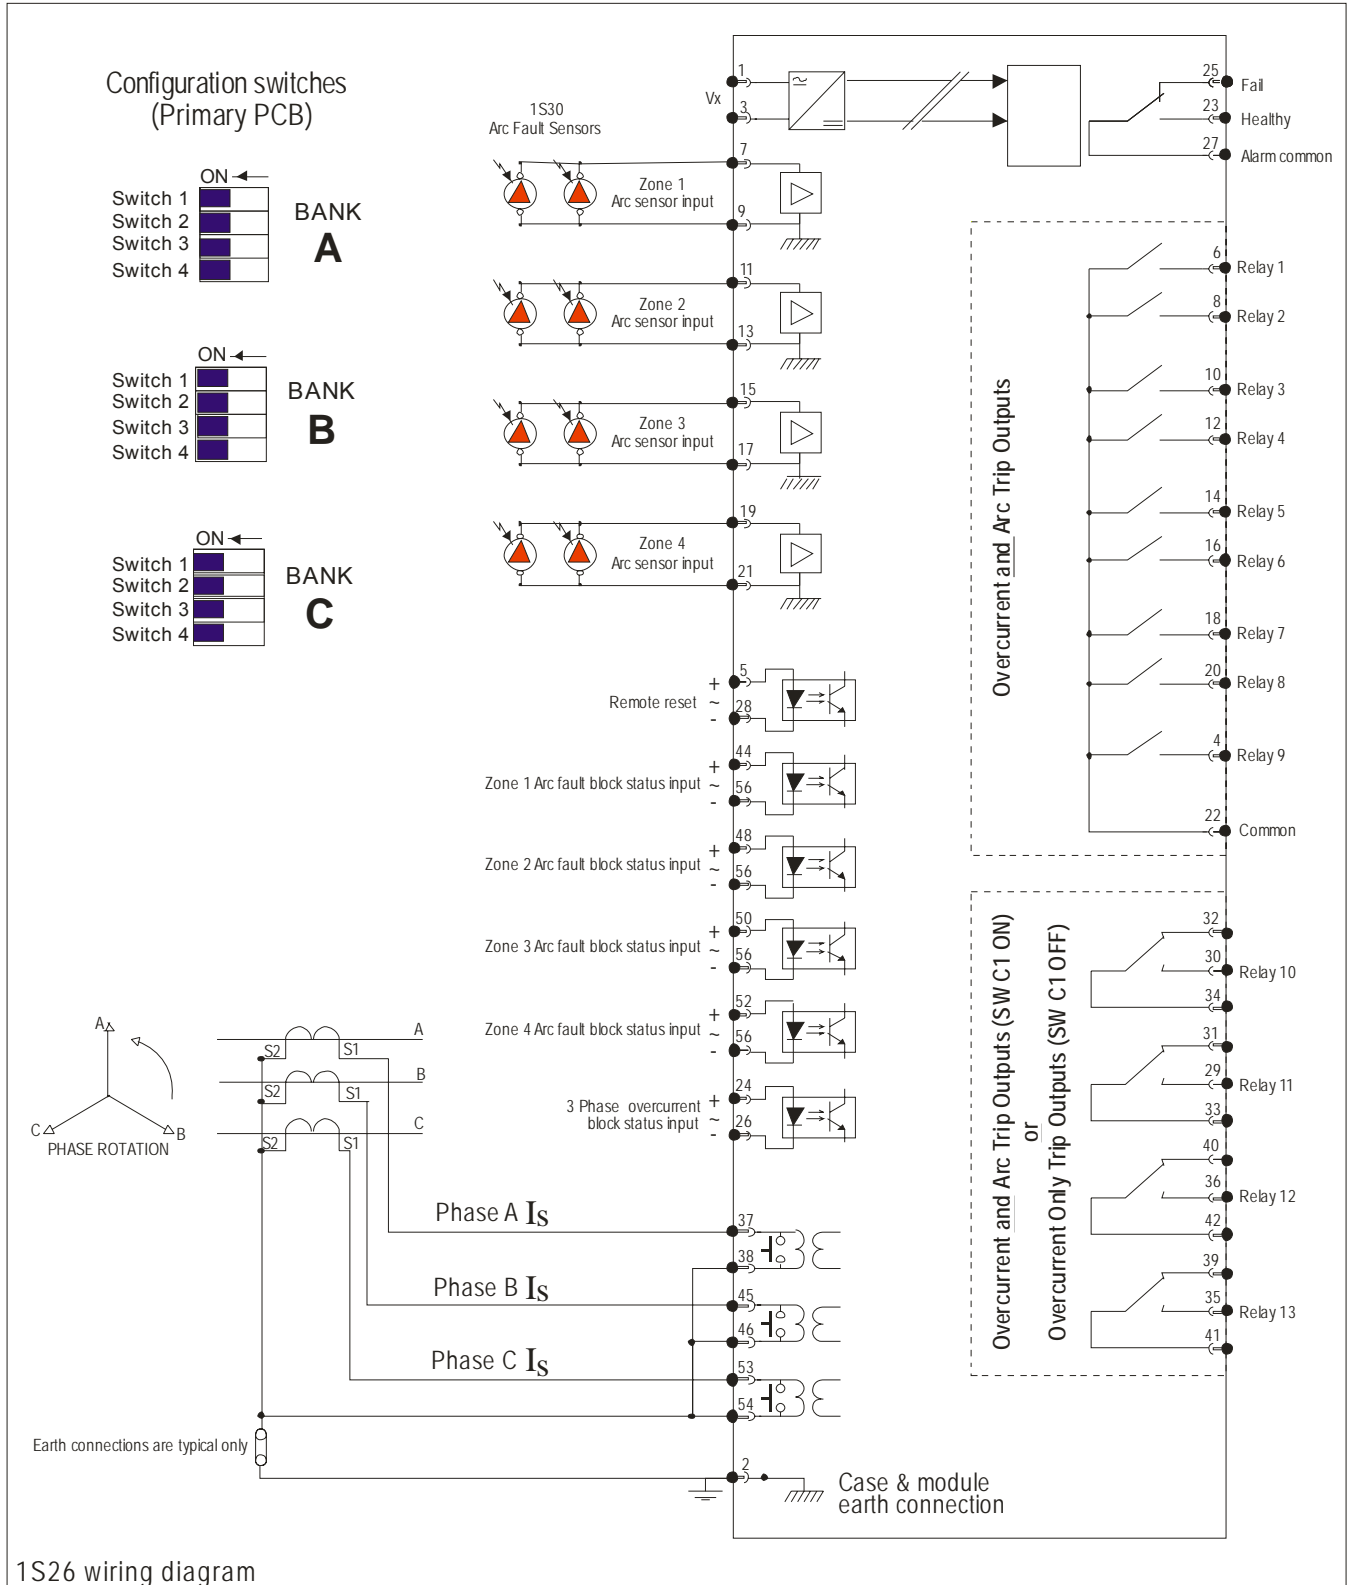 Configuration switches
(Primary PCB)
ON
Switch 1
Switch 2
Switch 3
Switch 4
BANK
A
ON
Switch 1
Switch 2
Switch 3
Switch 4
BANK
B
ON
Switch 1
Switch 2
Switch 3
Switch 4
BANK
C
1S30
Arc Fault Sensors
Vx
1
3
7
Zone 1
Arc sensor input
9
11
Zone 2
Arc sensor input
13
15
Zone 3
Arc sensor input
17
19
Zone 4
Arc sensor input
21
Remote reset
+
~
-
5
28
Zone 1 Arc fault block status input
+
~
-
44
56
Zone 2 Arc fault block status input
+
~
-
48
56
Zone 3 Arc fault block status input
+
~
-
50
56
Zone 4 Arc fault block status input
+
~
-
52
56
3 Phase overcurrent
block status input
+
~
-
24
26
A
C
B
PHASE ROTATION
A
S2
S1
B
S2
S1
C
S2
S1
Phase A IS
37
38
Phase B IS
45
46
Phase C IS
53
54
Earth connections are typical only
2
Case & module
earth connection
25
Fail
23
Healthy
27
Alarm common
Overcurrent and Arc Trip Outputs
6
Relay 1
8
Relay 2
10
Relay 3
12
Relay 4
14
Relay 5
16
Relay 6
18
Relay 7
20
Relay 8
4
Relay 9
22
Common
Overcurrent and Arc Trip Outputs (SW C1 ON)
or
Overcurrent Only Trip Outputs (SW C1 OFF)
32
30
Relay 10
34
31
29
Relay 11
33
40
36
Relay 12
42
39
35
Relay 13
41
1S26 wiring diagram